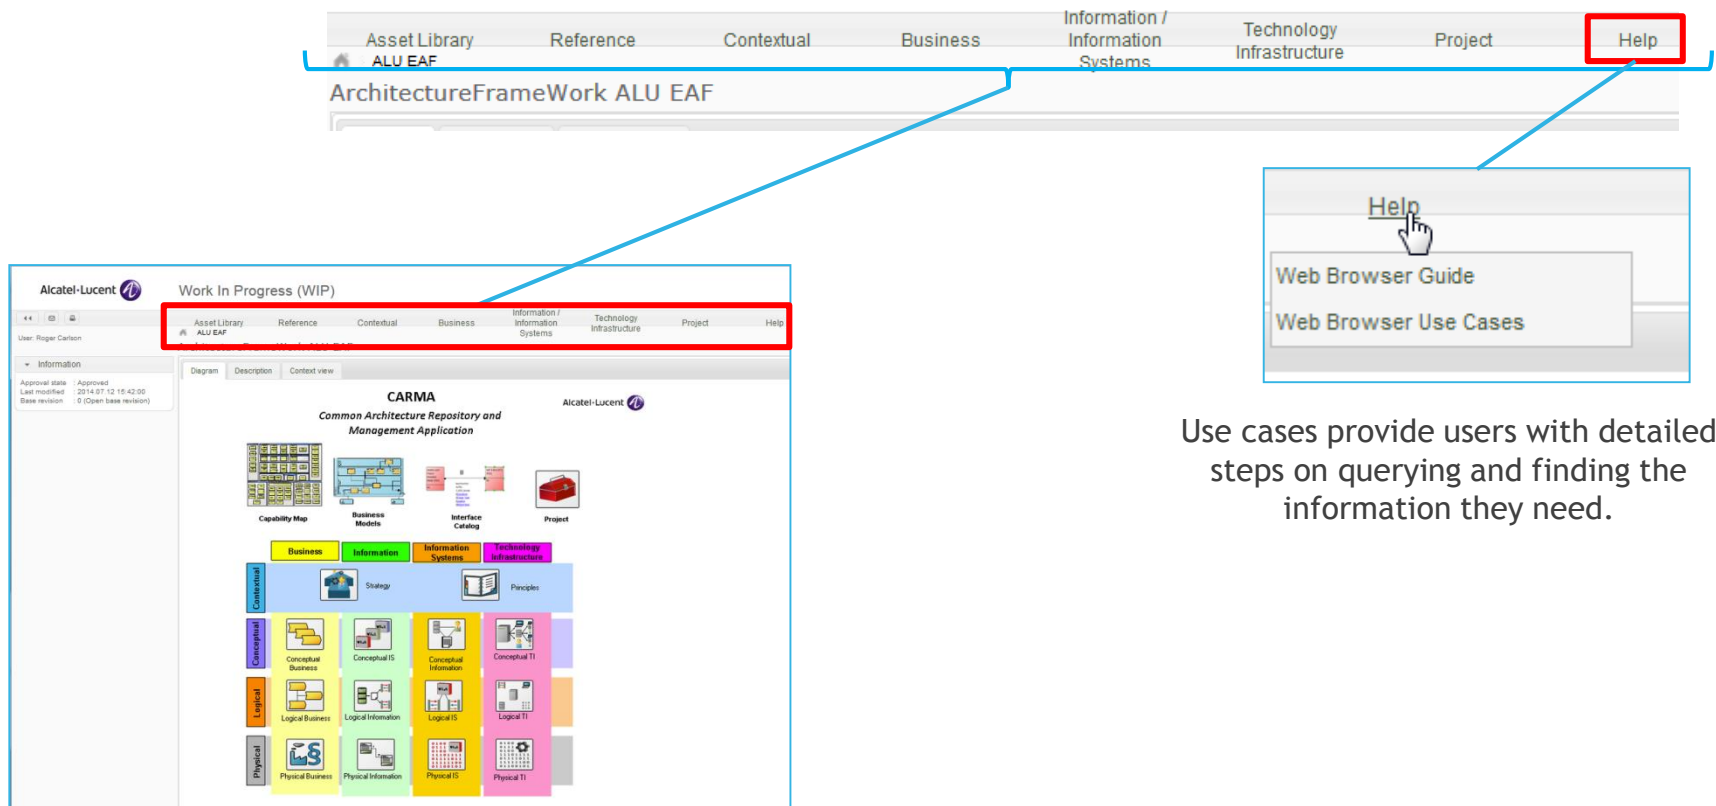 Asset Library
Reference
Contextual
Business
Information /
Information
Systems
Technology
Infrastructure
Project
Help
ALU EAF
ArchitectureFrameWork ALU EAF
Help
Web Browser Guide
Web Browser Use Cases
Use cases provide users with detailed
steps on querying and finding the
information they need.
Alcatel·Lucent
Work In Progress (WIP)
User: Roger Carlson
Information
Approval state : Approved
Last modified : 2014.07.12 15:42:00
Base revision : 0 (Open base revision)
Asset Library
Reference
Contextual
Business
Information /
Information
Systems
Technology
Infrastructure
Project
Help
ALU EAF
ArchitectureFrameWork ALU EAF
Diagram
Description
Context view
CARMA
Common Architecture Repository and
Management Application
Alcatel·Lucent
Capability Map
Business
Models
Interface
Catalog
Project
Business
Information
Information
Systems
Technology
Infrastructure
Contextual
Strategy
Principles
Conceptual
Conceptual
Business
Conceptual IS
Conceptual
Information
Conceptual TI
Logical
Logical Business
Logical Information
Logical IS
Logical TI
Physical
Physical Business
Physical Information
Physical IS
Physical TI